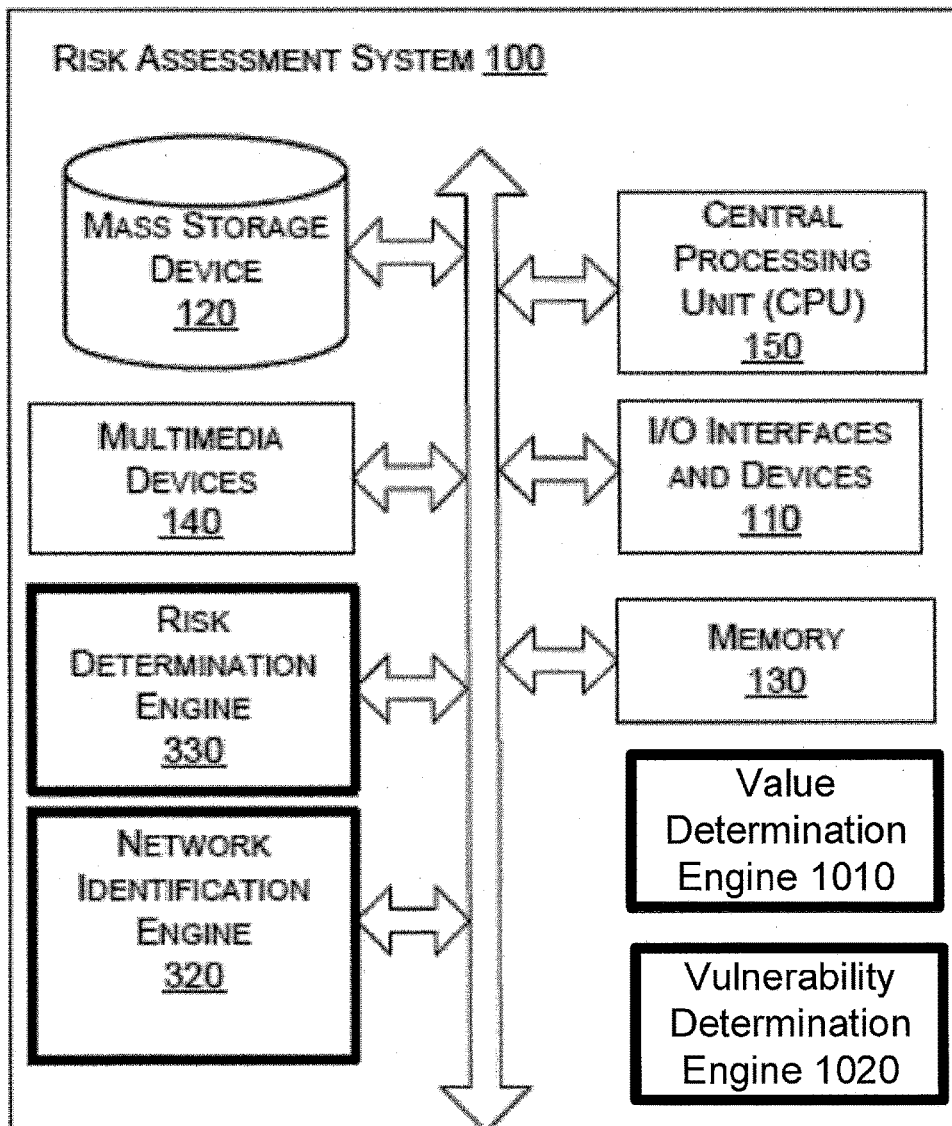 RISK ASSESSMENT SYSTEM 100
MASS STORAGE
DEVICE
120
CENTRAL
PROCESSING
UNIT (CPU)
150
MULTIMEDIA
DEVICES
140
I/O INTERFACES
AND DEVICES
110
RISK
DETERMINATION
ENGINE
330
MEMORY
130
NETWORK
IDENTIFICATION
ENGINE
320
Value
Determination
Engine 1010
Vulnerability
Determination
Engine 1020